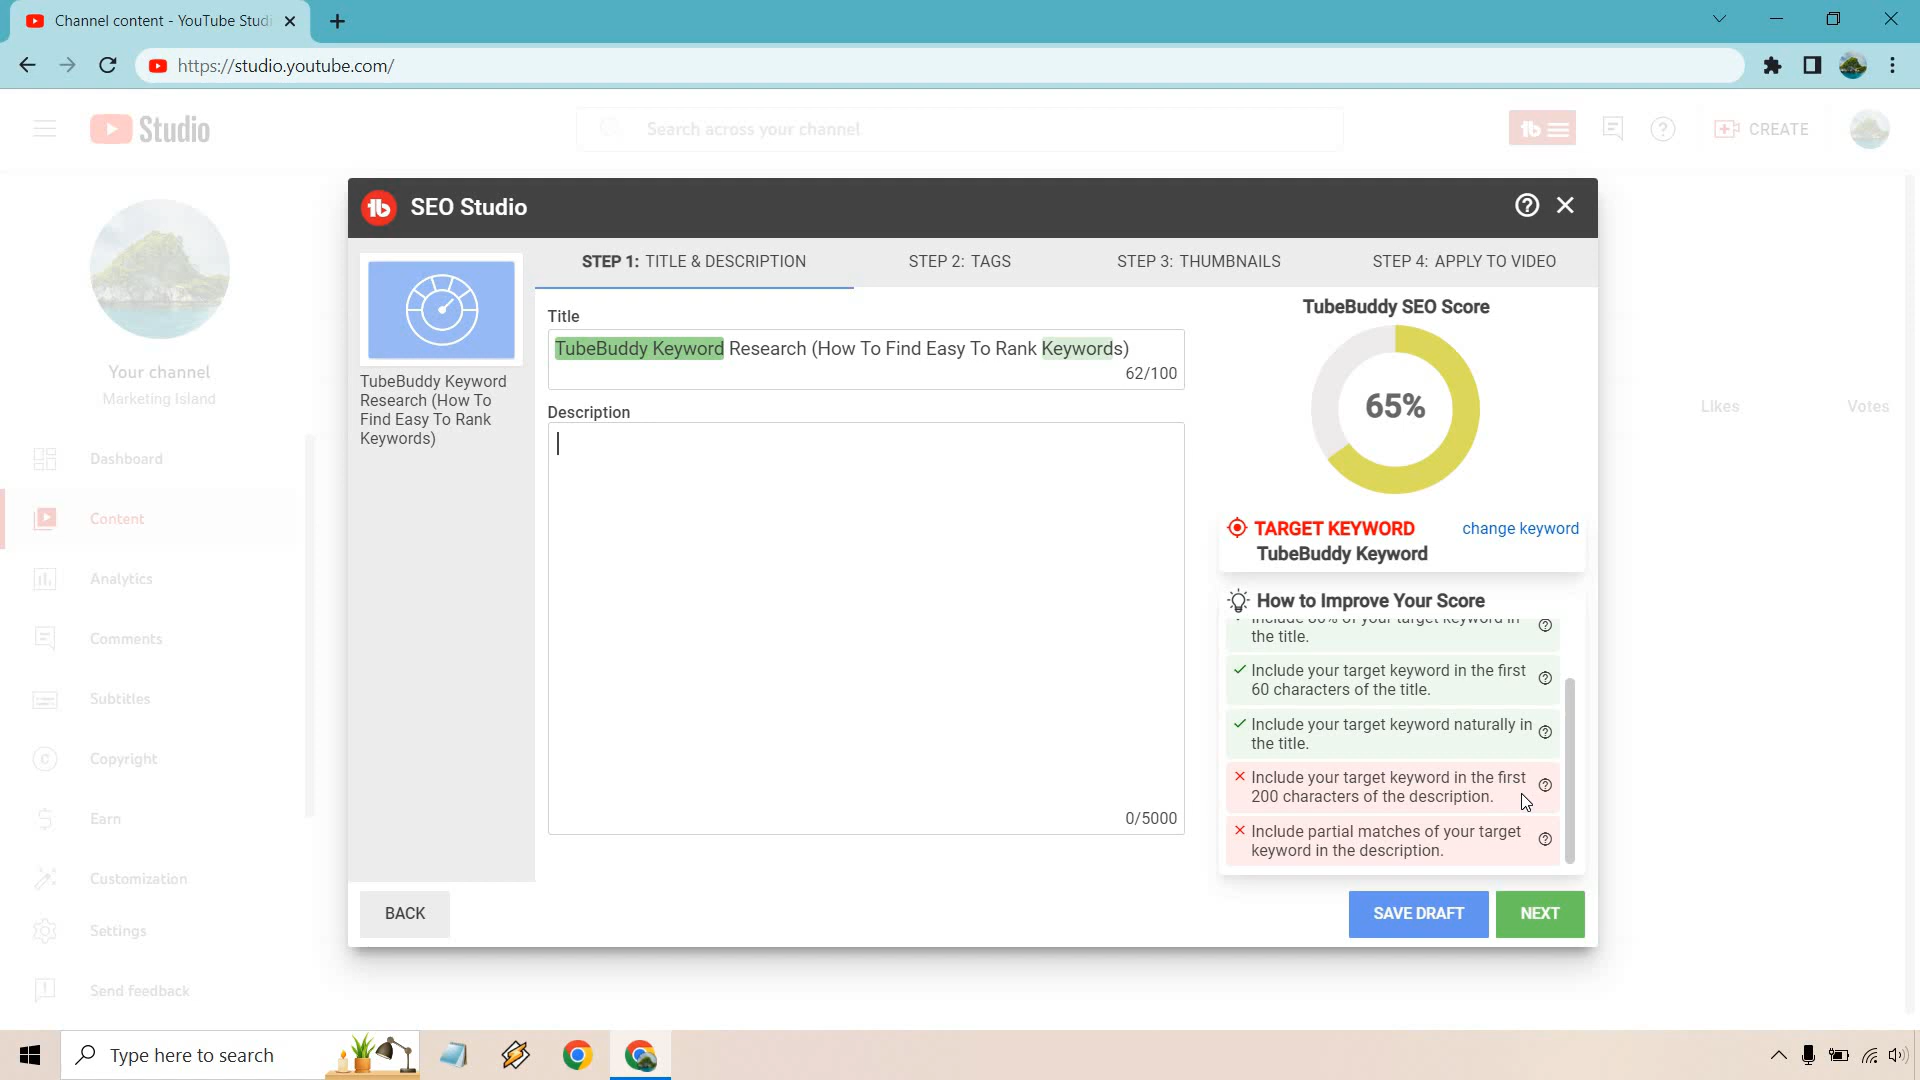 Channel content - YouTube Studi
https://studio.youtube.com/
Studio
Search across your channel
CREATE
SEO Studio
STEP 1: TITLE & DESCRIPTION
STEP 2: TAGS
STEP 3: THUMBNAILS
STEP 4: APPLY TO VIDEO
Your channel
Marketing Island
Dashboard
Content
Analytics
Comments
Subtitles
Copyright
Earn
Customization
Settings
Send feedback
TubeBuddy Keyword
Research (How To
Find Easy To Rank
Keywords)
Title
TubeBuddy Keyword Research (How To Find Easy To Rank Keywords)
62/100
Description
0/5000
TubeBuddy SEO Score
65%
TARGET KEYWORD
change keyword
TubeBuddy Keyword
How to Improve Your Score
of your target keyword in
the title.
Include your target keyword in the first
60 characters of the title.
Include your target keyword naturally in
the title.
Include your target keyword in the first
200 characters of the description.
Include partial matches of your target
keyword in the description.
Likes
Votes
BACK
SAVE DRAFT
NEXT
Type here to search